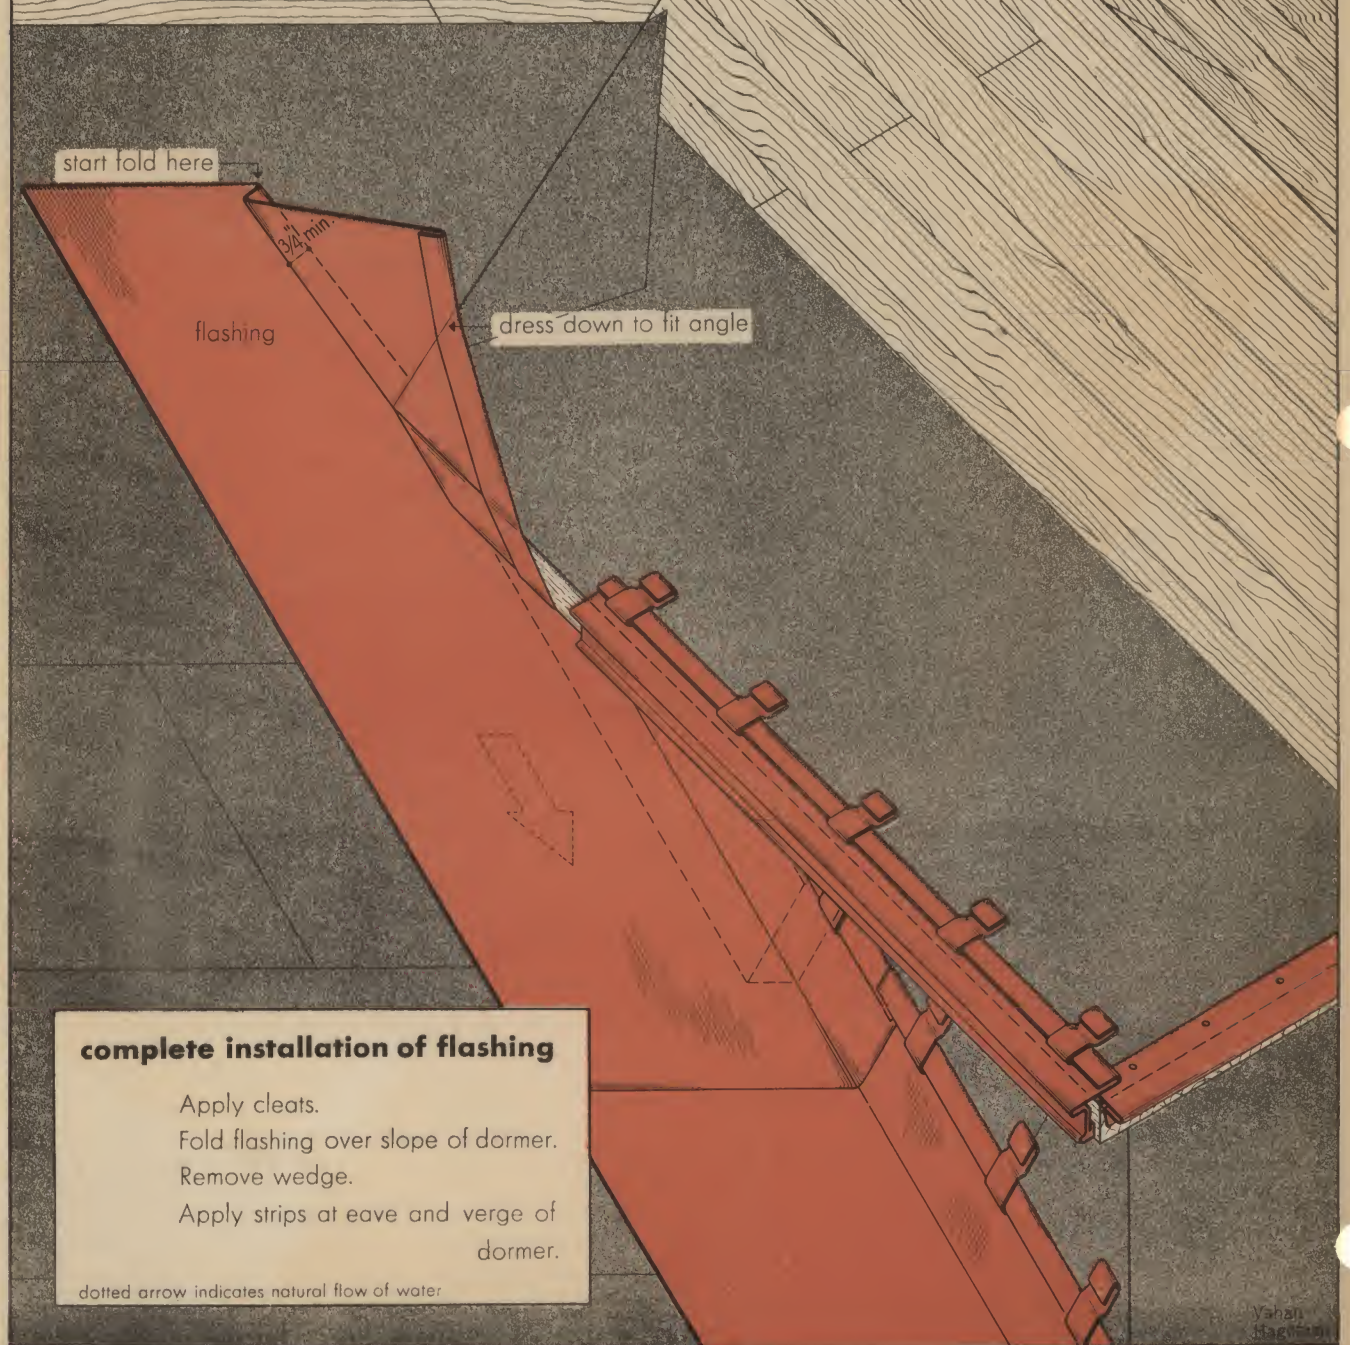 start fold here
3/4" min.
flashing
dress down to fit angle
complete installation of flashing
Apply cleats.
Fold flashing over slope of dormer.
Remove wedge.
Apply strips at eave and verge of
dormer.
dotted arrow indicates natural flow of water
Vahan